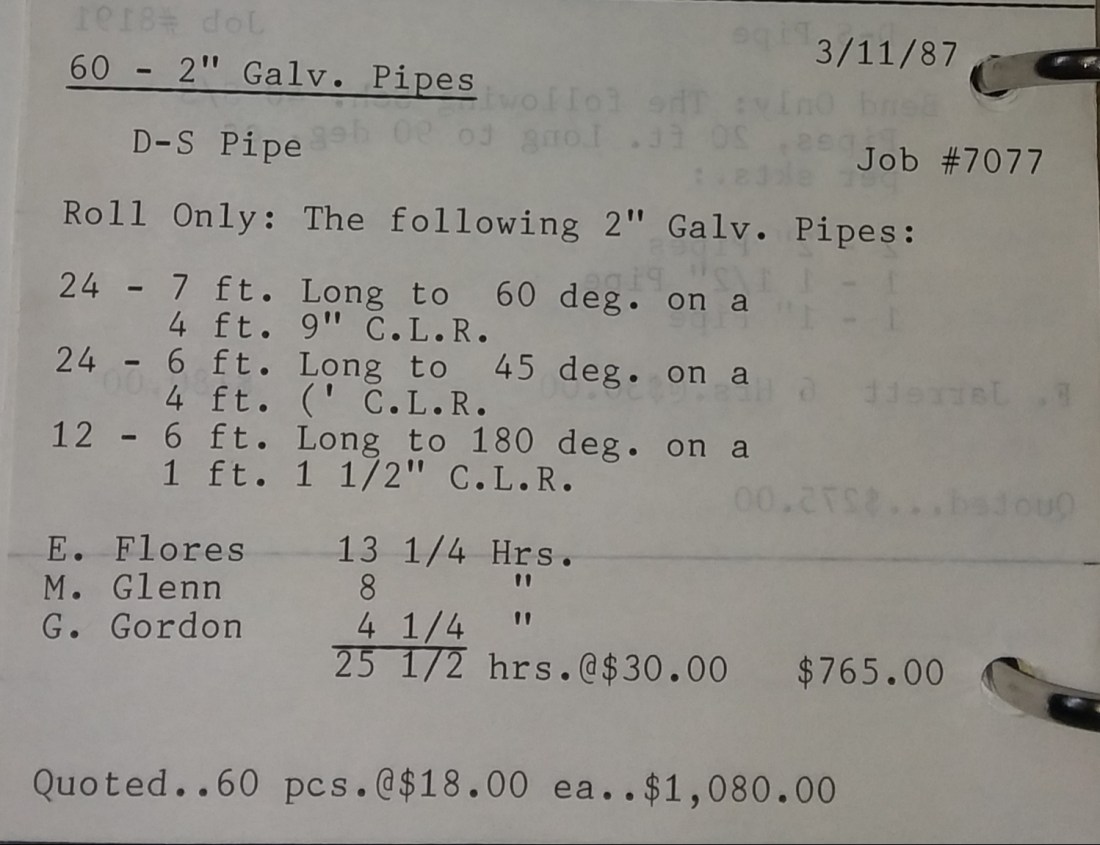 3/11/87
60 - 2" Galv. Pipes
D-S Pipe
Job #7077
Roll Only: The following 2" Galv. Pipes:
24 - 7 ft. Long to 60 deg. on a
4 ft. 9" C.L.R.
24 - 6 ft. Long to 45 deg. on a
4 ft. (' C.L.R.
12 - 6 ft. Long to 180 deg. on a
1 ft. 1 1/2" C.L.R.
E. Flores 13 1/4 Hrs.
M. Glenn 8 "
G. Gordon 4 1/4 "
25 1/2 hrs.@$30.00 $765.00
Quoted..60 pcs.@$18.00 ea..$1,080.00